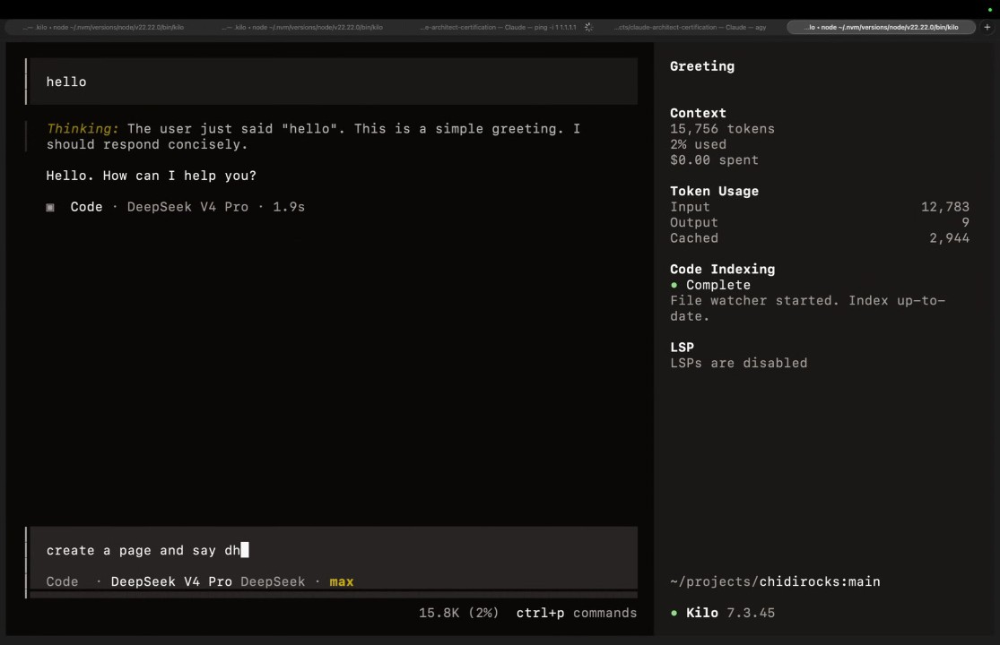 ...— .kilo • node ~/.nvm/versions/node/v22.22.0/bin/kilo
...— .kilo • node ~/.nvm/versions/node/v22.22.0/bin/kilo
...e-architect-certification — Claude — ping -i 1 1.1.1.1
...cts/claude-architect-certification — Claude — agy
...lo • node ~/.nvm/versions/node/v22.22.0/bin/kilo
+
hello
Thinking: The user just said "hello". This is a simple greeting. I
should respond concisely.
Hello. How can I help you?
▣ Code · DeepSeek V4 Pro · 1.9s
create a page and say dh
Code · DeepSeek V4 Pro DeepSeek · max
15.8K (2%) ctrl+p commands
Greeting
Context
15,756 tokens
2% used
$0.00 spent
Token Usage
Input 12,783
Output 9
Cached 2,944
Code Indexing
• Complete
File watcher started. Index up-to-
date.
LSP
LSPs are disabled
~/projects/chidirocks:main
• Kilo 7.3.45